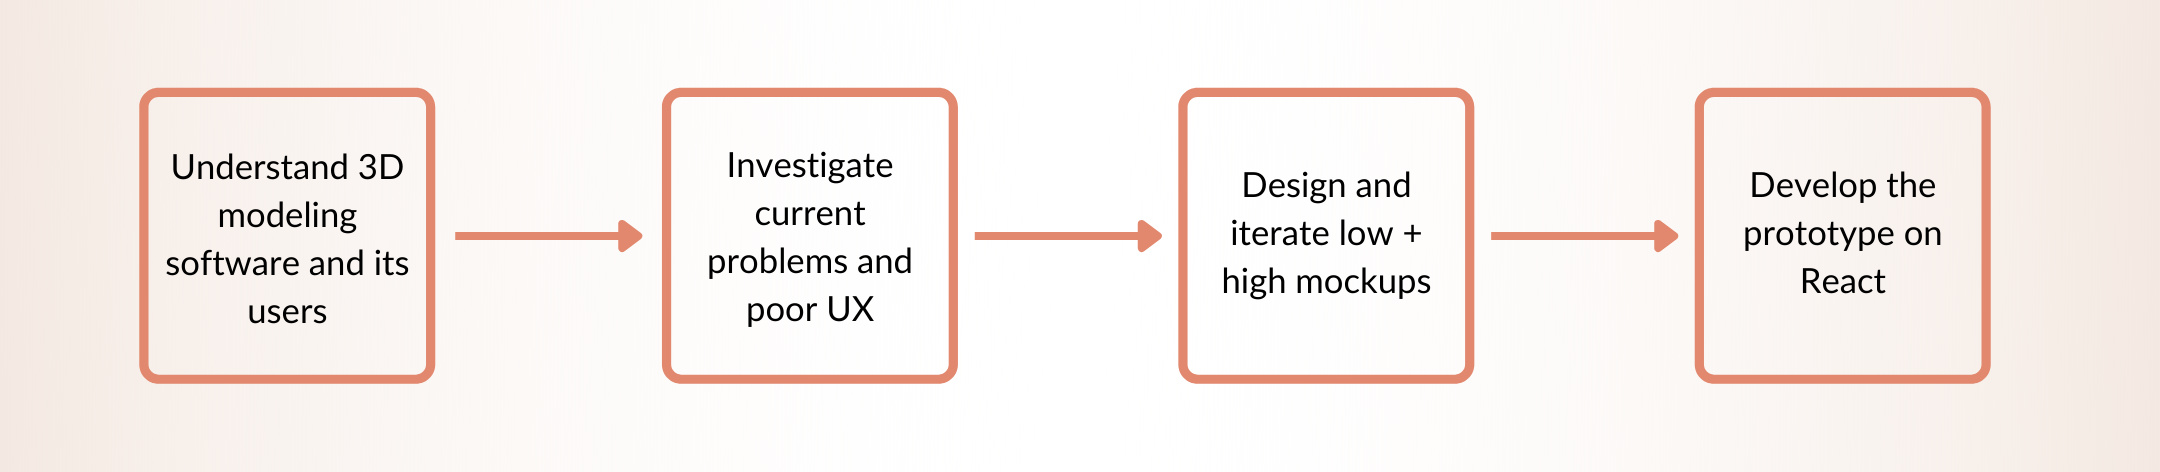 Understand 3D
modeling
software and its
users
Investigate
current
problems and
poor UX
Design and
iterate low +
high mockups
Develop the
prototype on
React